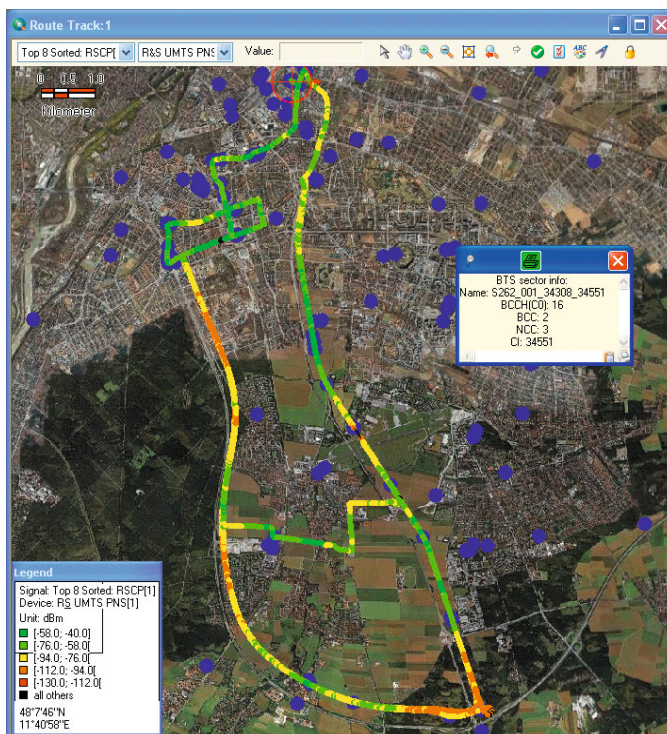 Route Track:1
Top 8 Sorted: RSCP[ R&S UMTS PNS[ Value:
0 0.5 1.0
Kilometer
BTS sector info:
Name: S262_001_34308_34551
BCCH(C0): 16
BCC: 2
NCC: 3
CI: 34551
Legend
Signal: Top 8 Sorted: RSCP[1]
Device: RS UMTS PNS[1]
Unit: dBm
[-58.0; -40.0]
[-76.0; -58.0[
[-94.0; -76.0[
[-112.0; -94.0[
[-130.0; -112.0[
all others
48°7'46"N
11°40'58"E